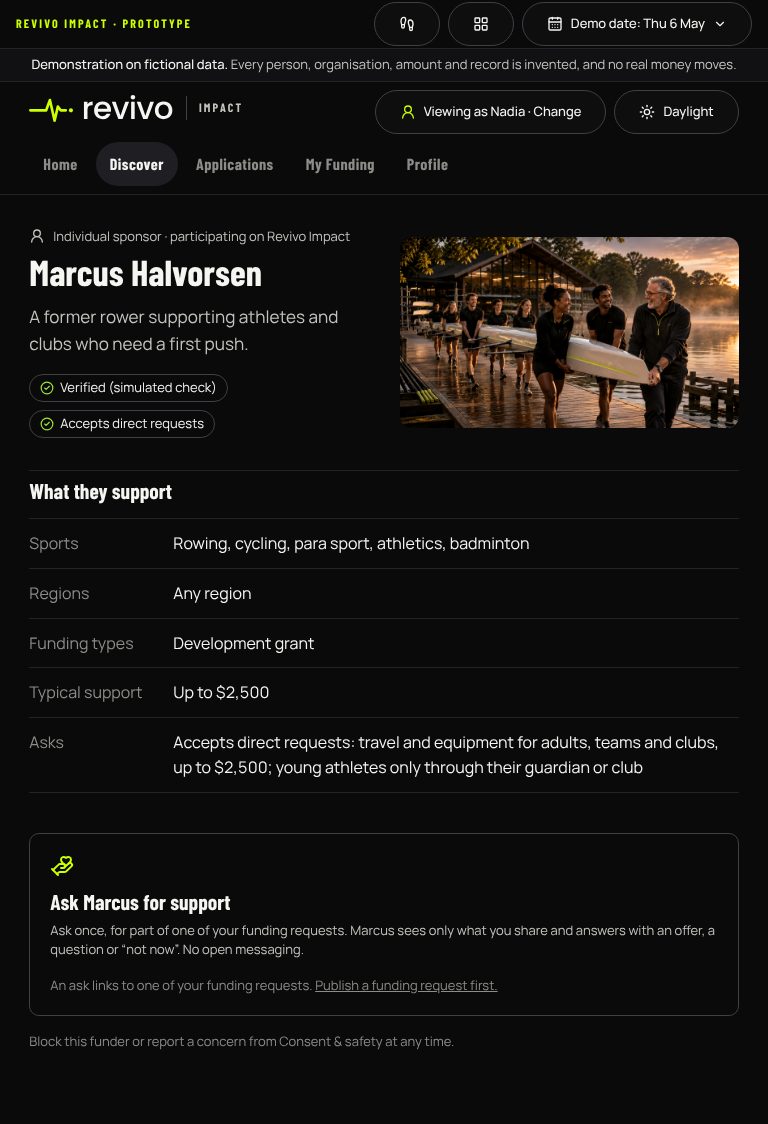 REVIVO IMPACT · PROTOTYPE
Demo date: Thu 6 May
Demonstration on fictional data. Every person, organisation, amount and record is invented, and no real money moves.
revivo
IMPACT
Viewing as Nadia · Change
Daylight
Home
Discover
Applications
My Funding
Profile
Individual sponsor · participating on Revivo Impact
Marcus Halvorsen
A former rower supporting athletes and
clubs who need a first push.
Verified (simulated check)
Accepts direct requests
What they support
Sports
Rowing, cycling, para sport, athletics, badminton
Regions
Any region
Funding types
Development grant
Typical support
Up to $2,500
Asks
Accepts direct requests: travel and equipment for adults, teams and clubs,
up to $2,500; young athletes only through their guardian or club
Ask Marcus for support
Ask once, for part of one of your funding requests. Marcus sees only what you share and answers with an offer, a
question or “not now”. No open messaging.
An ask links to one of your funding requests. Publish a funding request first.
Block this funder or report a concern from Consent & safety at any time.